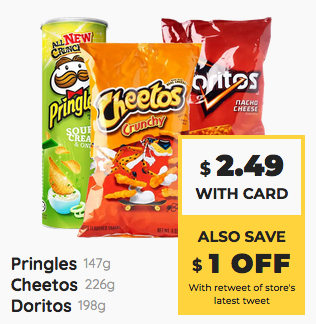 ALL NEW!
CRUNCH
Pringles
SOUR
CREAM
& ON
Cheetos
Crunchy
Doritos
NACHO
CHEESE
$ 2.49
WITH CARD
ALSO SAVE
$ 1 OFF
With retweet of store's
latest tweet
Pringles 147g
Cheetos 226g
Doritos 198g